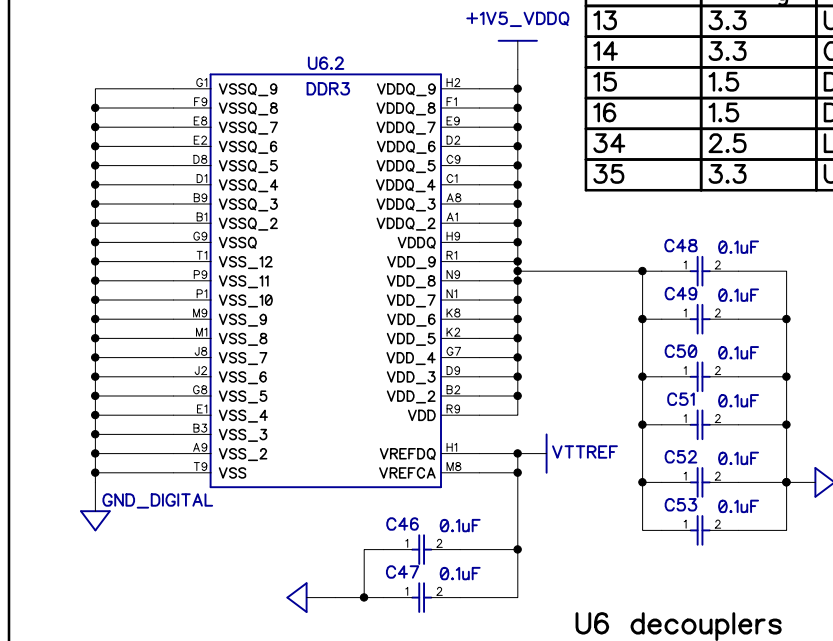 +1V5_VDDQ
13 3.3 U
14 3.3
15 1.5 D
16 1.5 D
34 2.5 L
35 3.3 U
U6.2
DDR3
G1 VSSQ_9 VDDQ_9 H2
F9 VSSQ_8 VDDQ_8 F1
E8 VSSQ_7 VDDQ_7 E9
E2 VSSQ_6 VDDQ_6 D2
D8 VSSQ_5 VDDQ_5 C9
D1 VSSQ_4 VDDQ_4 C1
B9 VSSQ_3 VDDQ_3 A8
B1 VSSQ_2 VDDQ_2 A1
G9 VSSQ VDDQ H9
T1 VSS_12 VDD_9 R1
P9 VSS_11 VDD_8 N9
P1 VSS_10 VDD_7 N1
M9 VSS_9 VDD_6 K8
M1 VSS_8 VDD_5 K2
J8 VSS_7 VDD_4 G7
J2 VSS_6 VDD_3 D9
G8 VSS_5 VDD_2 B2
E1 VSS_4 VDD R9
B3 VSS_3
A9 VSS_2 VREFDQ H1
T9 VSS VREFCA M8
VTTREF
GND_DIGITAL
C46 0.1uF
1 2
C47 0.1uF
1 2
C48 0.1uF
1 2
C49 0.1uF
1 2
C50 0.1uF
1 2
C51 0.1uF
1 2
C52 0.1uF
1 2
C53 0.1uF
1 2
U6 decouplers